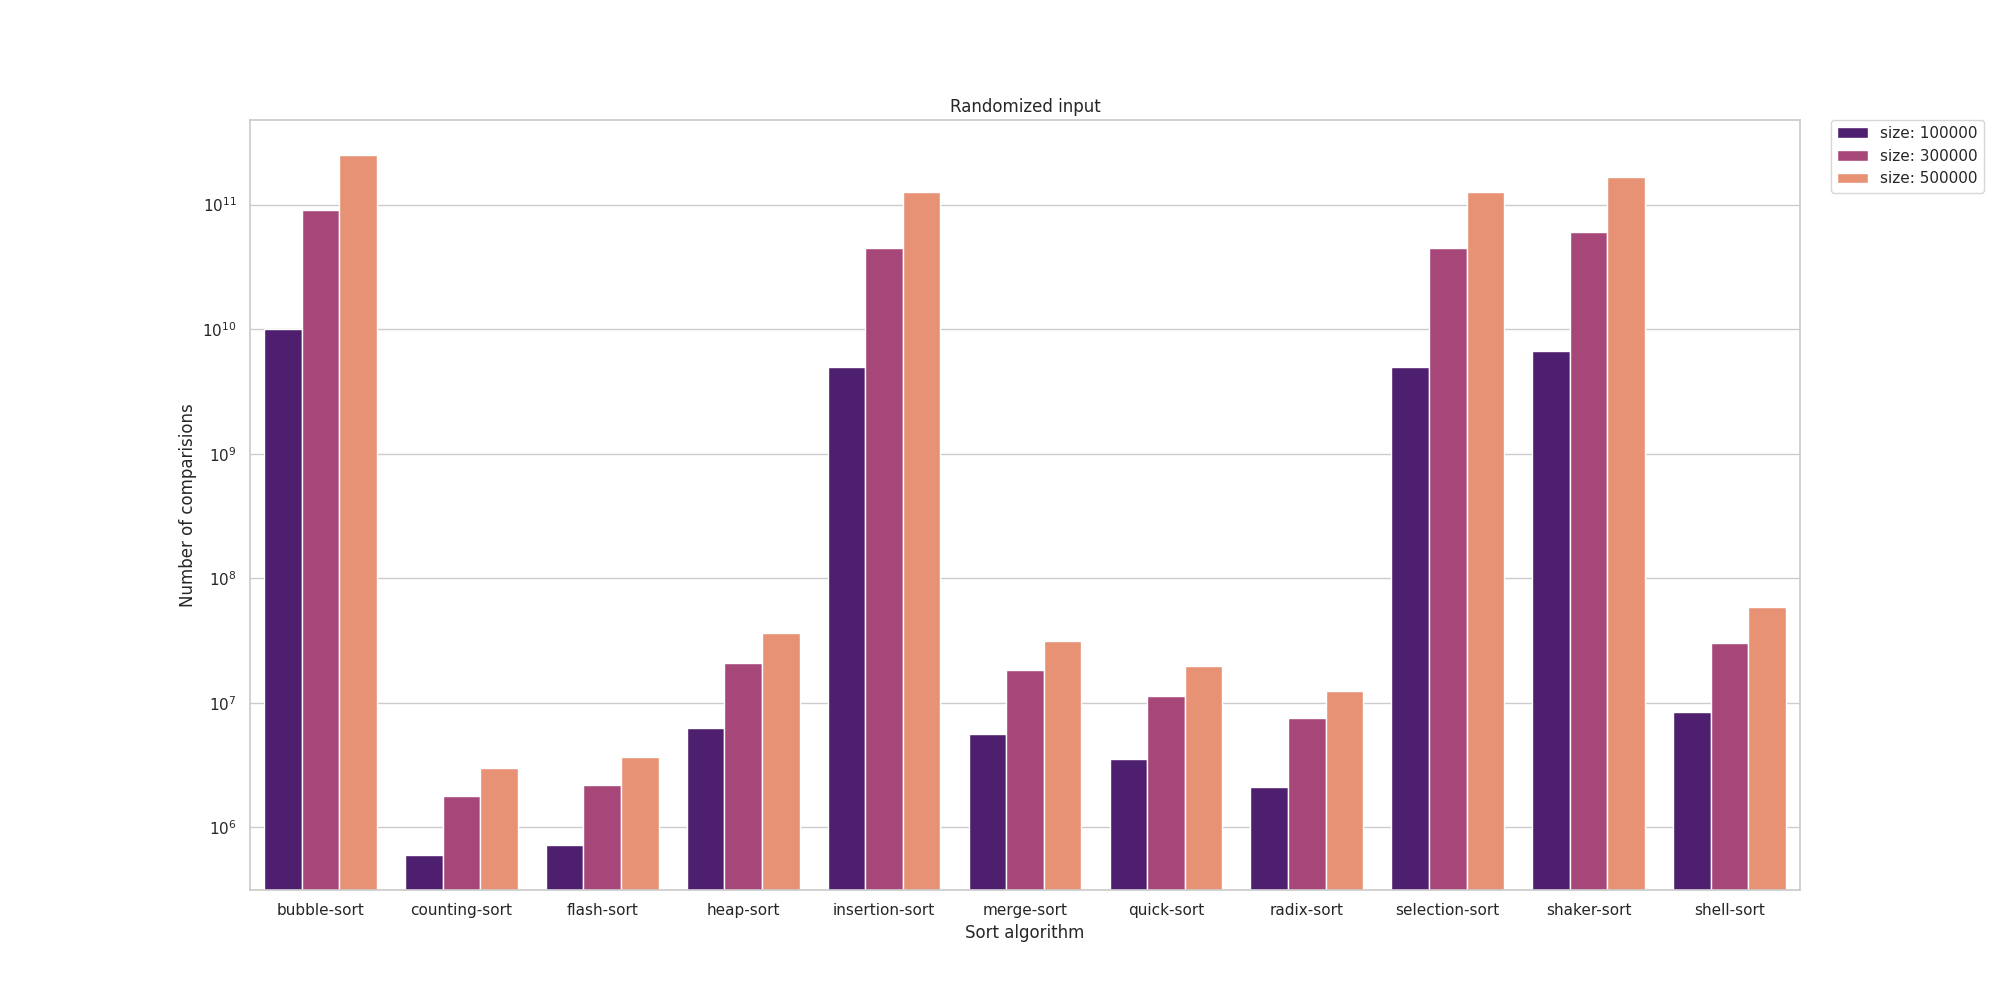 Randomized input
size: 100000
size: 300000
size: 500000
Number of comparisions
10¹¹
10¹⁰
10⁹
10⁸
10⁷
10⁶
bubble-sort counting-sort flash-sort heap-sort insertion-sort merge-sort quick-sort radix-sort selection-sort shaker-sort shell-sort
Sort algorithm